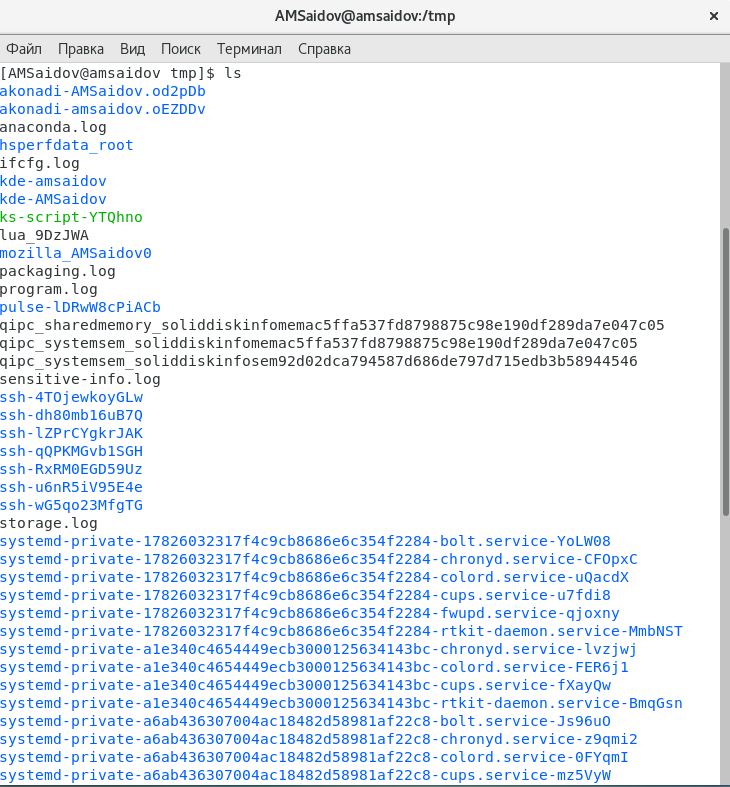 AMSaidov@amsaidov:/tmp ×
Файл Правка Вид Поиск Терминал Справка
[AMSaidov@amsaidov tmp]$ ls
akonadi-AMSaidov.od2pDb
akonadi-amsaidov.oEZDDv
anaconda.log
hsperfdata_root
ifcfg.log
kde-amsaidov
kde-AMSaidov
ks-script-YTQhno
lua_9DzJWA
mozilla_AMSaidov0
packaging.log
program.log
pulse-lDRwW8cPiACb
qipc_sharedmemory_soliddiskinfomemac5ffa537fd8798875c98e190df289da7e047c05
qipc_systemsem_soliddiskinfomemac5ffa537fd8798875c98e190df289da7e047c05
qipc_systemsem_soliddiskinfosem92d02dca794587d686de797d715edb3b58944546
sensitive-info.log
ssh-4TOjewkoyGLw
ssh-dh80mb16uB7Q
ssh-lZPrCYgkrJAK
ssh-qQPKMGvb1SGH
ssh-RxRM0EGD59Uz
ssh-u6nR5iV95E4e
ssh-wG5qo23MfgTG
storage.log
systemd-private-17826032317f4c9cb8686e6c354f2284-bolt.service-YoLW08
systemd-private-17826032317f4c9cb8686e6c354f2284-chronyd.service-CFOpxC
systemd-private-17826032317f4c9cb8686e6c354f2284-colord.service-uQacdX
systemd-private-17826032317f4c9cb8686e6c354f2284-cups.service-u7fdi8
systemd-private-17826032317f4c9cb8686e6c354f2284-fwupd.service-qjoxny
systemd-private-17826032317f4c9cb8686e6c354f2284-rtkit-daemon.service-MmbNST
systemd-private-a1e340c4654449ecb3000125634143bc-chronyd.service-lvzjwj
systemd-private-a1e340c4654449ecb3000125634143bc-colord.service-FER6j1
systemd-private-a1e340c4654449ecb3000125634143bc-cups.service-fXayQw
systemd-private-a1e340c4654449ecb3000125634143bc-rtkit-daemon.service-BmqGsn
systemd-private-a6ab436307004ac18482d58981af22c8-bolt.service-Js96uO
systemd-private-a6ab436307004ac18482d58981af22c8-chronyd.service-z9qmi2
systemd-private-a6ab436307004ac18482d58981af22c8-colord.service-0FYqmI
systemd-private-a6ab436307004ac18482d58981af22c8-cups.service-mz5VyW